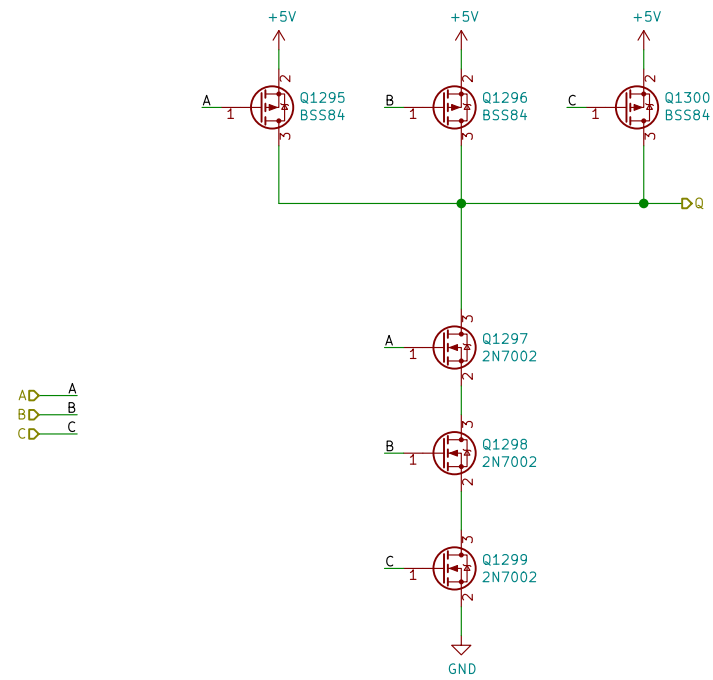 +5V +5V +5V
2 2 2
A 1 Q1295 B 1 Q1296 C 1 Q1300
BSS84 BSS84 BSS84
3 3 3
Q
3
A 1 Q1297
2N7002
2
A A
B B
C C
3
B 1 Q1298
2N7002
2
3
C 1 Q1299
2N7002
2
GND